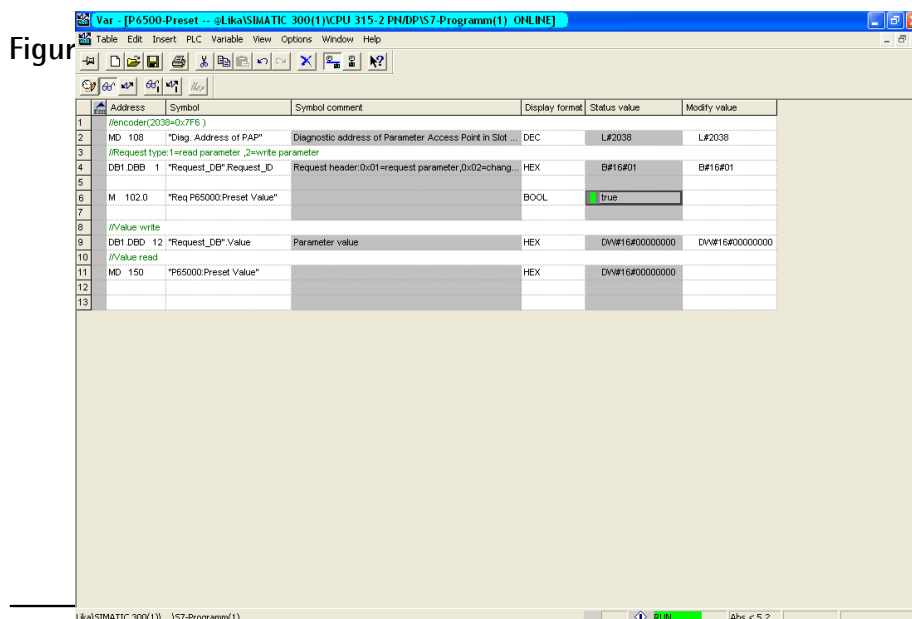 Figur
Var - [P6500-Preset -- @Lika\SIMATIC 300(1)\CPU 315-2 PN/DP\S7-Programm(1) ONLINE]
Table Edit Insert PLC Variable View Options Window Help
Address Symbol Symbol comment Display format Status value Modify value
1 //encoder(2038=0x7F6 )
2 MD 108 "Diag. Address of PAP" Diagnostic address of Parameter Access Point in Slot ... DEC L#2038 L#2038
3 //Request type:1=read parameter ,2=write parameter
4 DB1.DBB 1 "Request_DB".Request_ID Request header:0x01=request parameter,0x02=chang... HEX B#16#01 B#16#01
5
6 M 102.0 "Req P65000:Preset Value" BOOL true
7
8 //Value write
9 DB1.DBD 12 "Request_DB".Value Parameter value HEX DW#16#00000000 DW#16#00000000
10 //Value read
11 MD 150 "P65000:Preset Value" HEX DW#16#00000000
12
13
Lika\SIMATIC 300(1)\...\S7-Programm(1) RUN Abs < 5.2